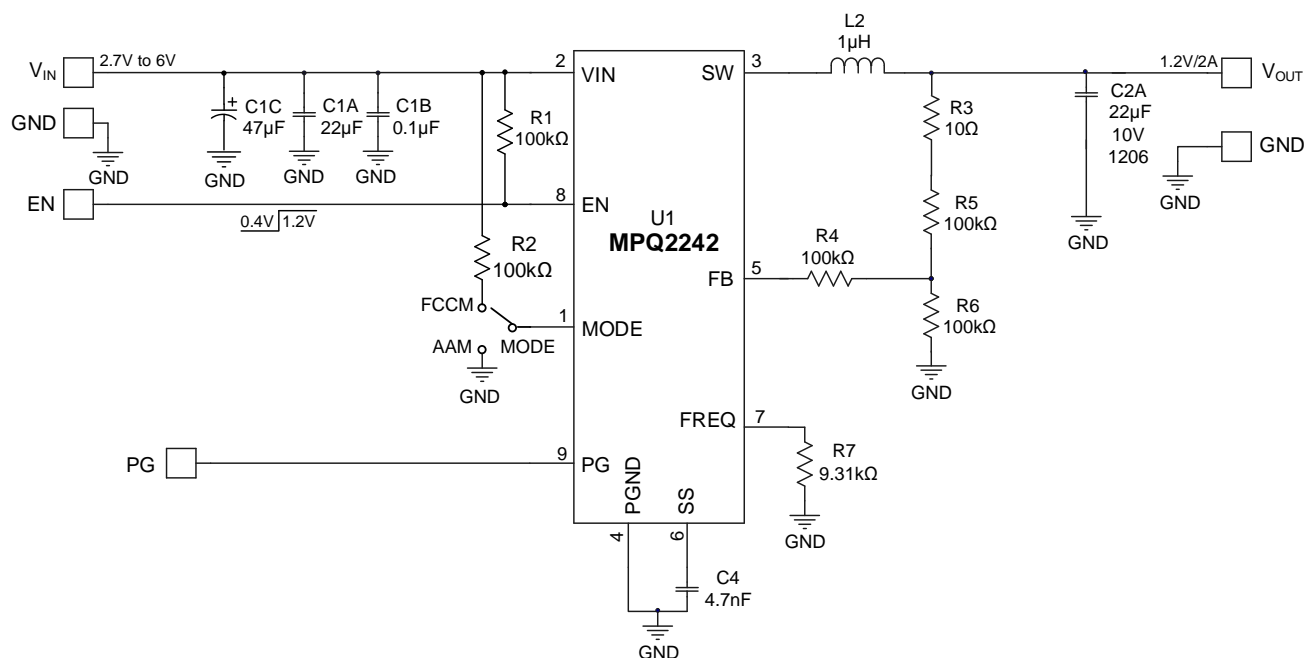 L2
1µH
VIN 2.7V to 6V
2 VIN
SW 3
1.2V/2A VOUT
C1C
47µF
+
C1A
22µF
C1B
0.1µF
R1
100kΩ
R3
10Ω
C2A
22µF
10V
1206
GND
GND
GND
GND
GND
GND
GND
EN
8 EN
0.4V 1.2V
U1
MPQ2242
R5
100kΩ
GND
R2
100kΩ
R4
100kΩ
FB 5
FCCM
1 MODE
R6
100kΩ
AAM MODE
GND
GND
FREQ 7
PG
9 PG
R7
9.31kΩ
PGND
SS
4
6
GND
C4
4.7nF
GND